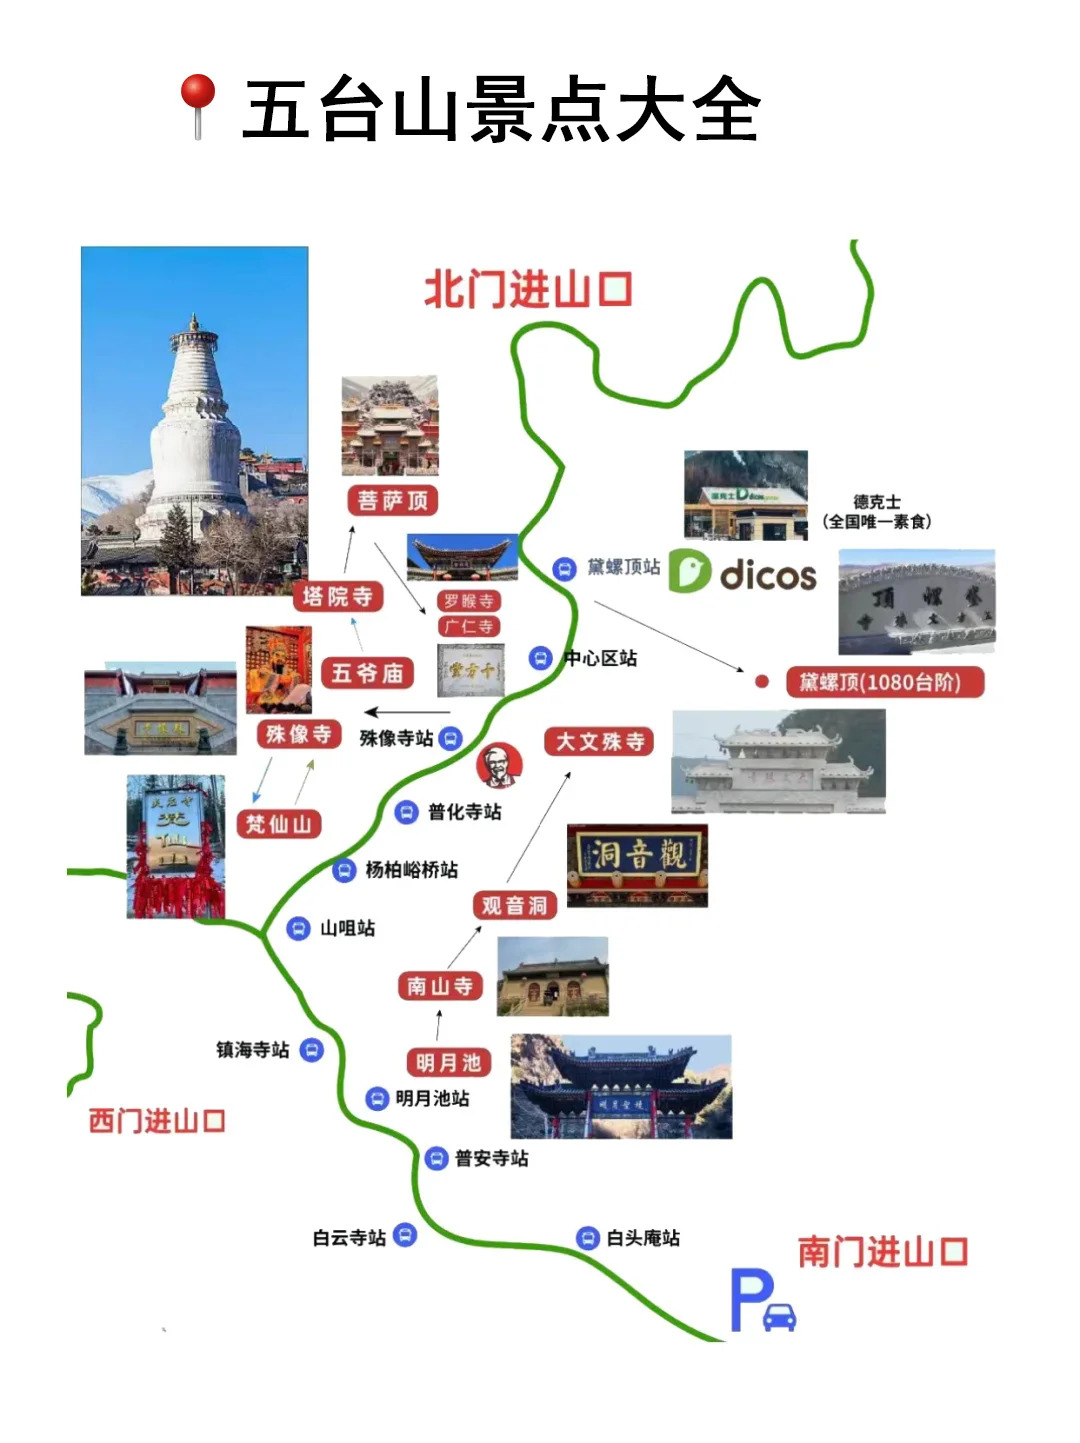 五台山景点大全
北门进山口
菩萨顶
德克士
(全国唯一素食)
塔院寺
罗睺寺
广仁寺
黛螺顶站
dicos
五爷庙
中心区站
黛螺顶(1080台阶)
殊像寺
殊像寺站
大文殊寺
梵仙山
普化寺站
觀音洞
杨柏峪桥站
观音洞
山咀站
南山寺
镇海寺站
明月池
明月池站
西门进山口
普安寺站
白云寺站
白头庵站
南门进山口
P